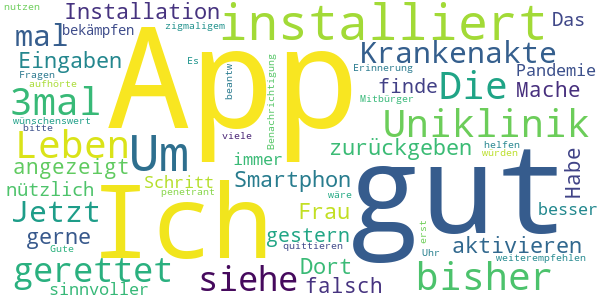 nutzen
Installation
zigmaligem
installiert
Das
mal
bekämpfen
App
Es
Krankenakte
Eingaben
Fragen
aufhörte
beantw
Benachrichtigung
Erinnerung
finde
Die
Pandemie
Mache
3mal
Mitbürger
wünschenswert
bitte
Leben
Um
viele
Uniklinik
helfen
wurden
angezeigt
immer
zurückgeben
nützlich
Schritt
penetrant
Smartphon
wäre
gut
Habe
Jetzt
Ich
Frau
besser
gerne
Gute
gestern
quittieren
erst
Uhr
aktivieren
weiterempfehlen
gerettet
siehe
Dort
falsch
bisher
sinnvoller